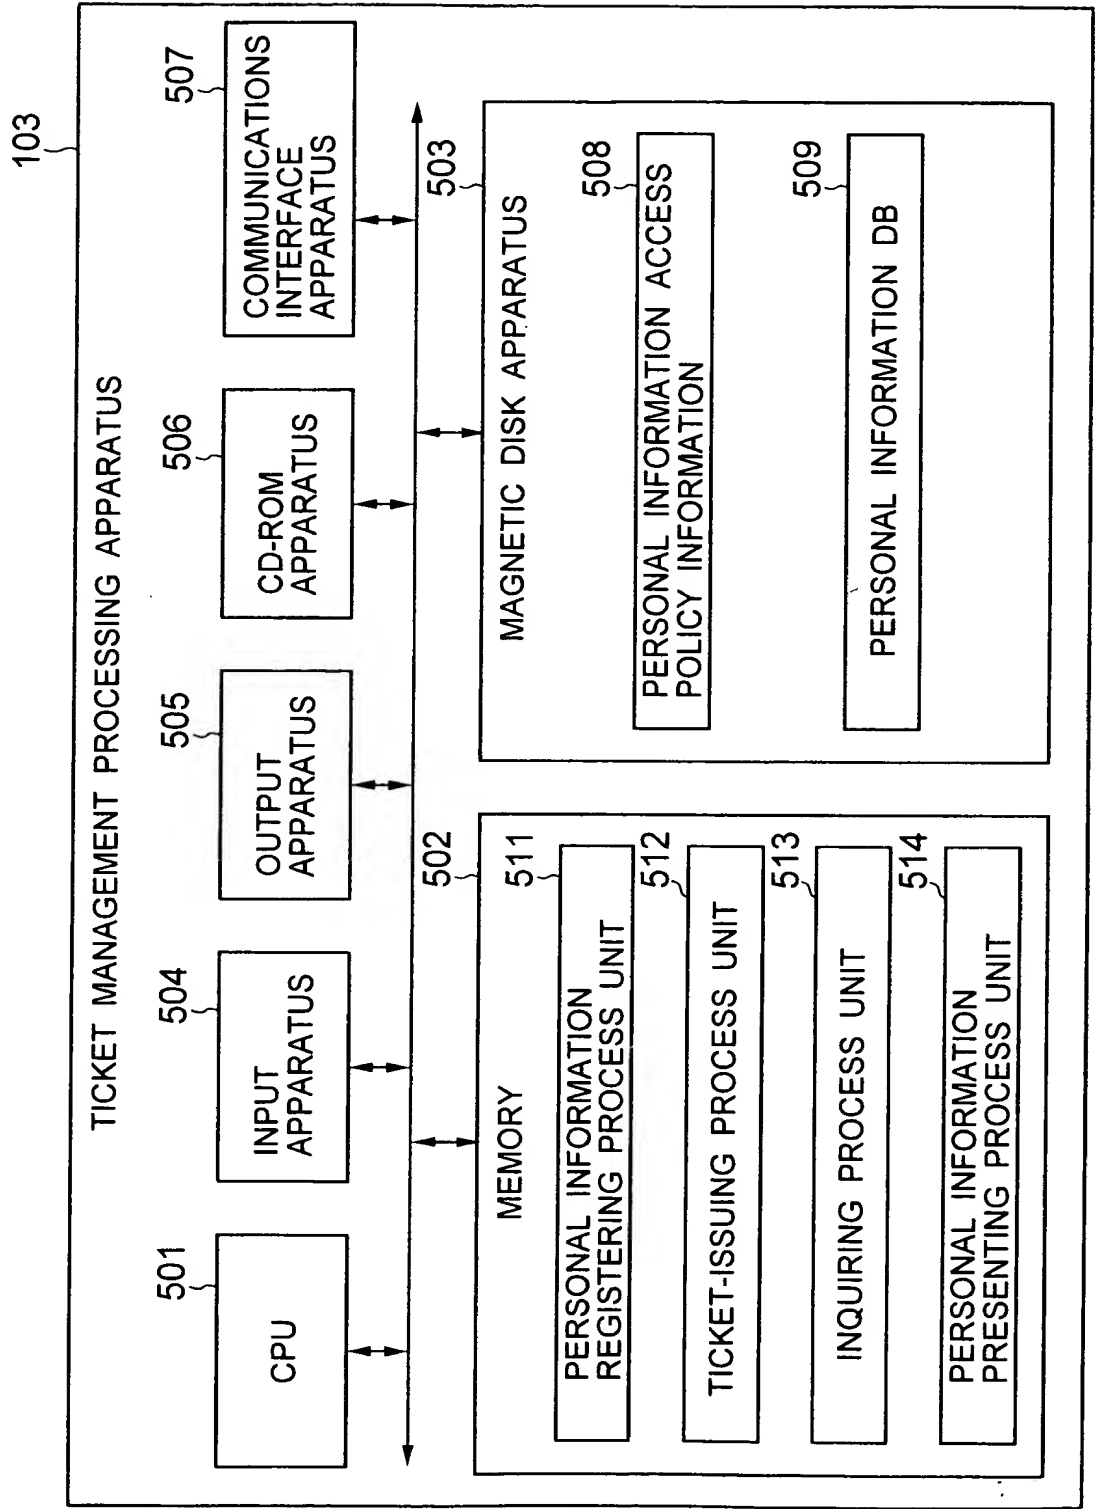 103
TICKET MANAGEMENT PROCESSING APPARATUS
501
CPU
504
INPUT
APPARATUS
505
OUTPUT
APPARATUS
506
CD-ROM
APPARATUS
507
COMMUNICATIONS
INTERFACE
APPARATUS
502
MEMORY
511
PERSONAL INFORMATION
REGISTERING PROCESS UNIT
512
TICKET-ISSUING PROCESS UNIT
513
INQUIRING PROCESS UNIT
514
PERSONAL INFORMATION
PRESENTING PROCESS UNIT
503
MAGNETIC DISK APPARATUS
508
PERSONAL INFORMATION ACCESS
POLICY INFORMATION
509
PERSONAL INFORMATION DB